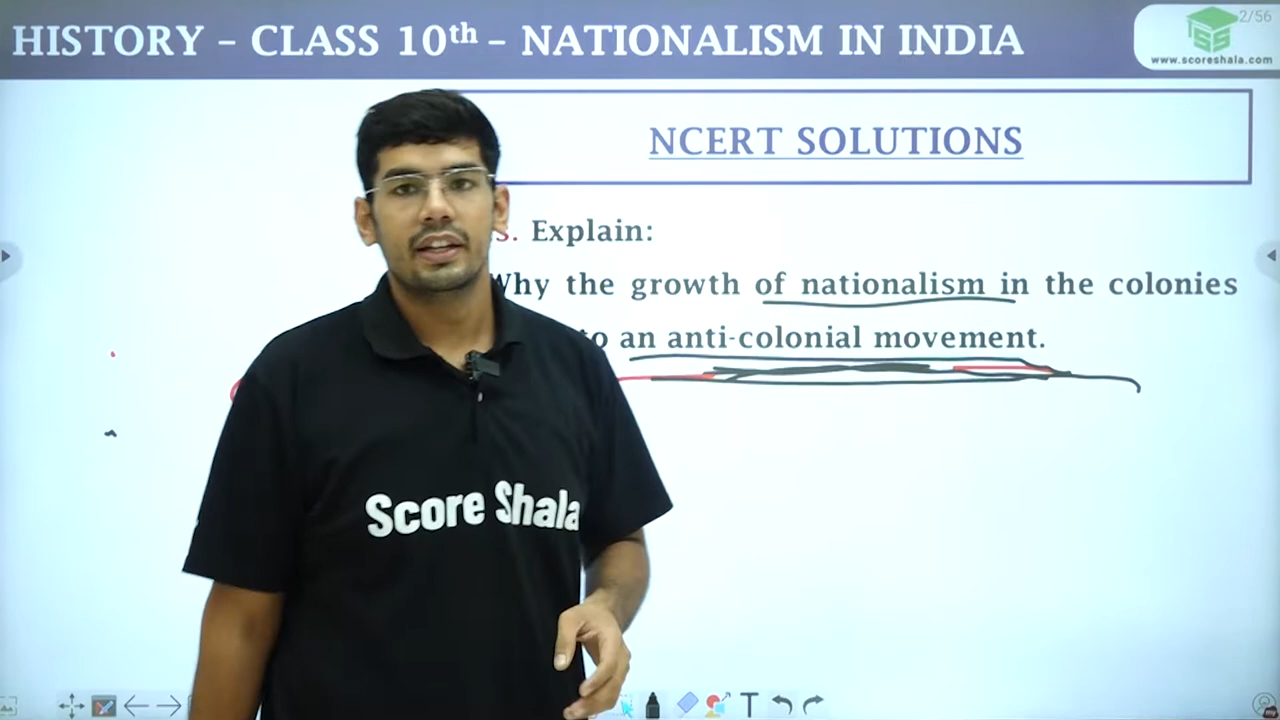 HISTORY – CLASS 10th – NATIONALISM IN INDIA
2/56
www.scoreshala.com
NCERT SOLUTIONS
s. Explain:
Why the growth of nationalism in the colonies
to an anti-colonial movement.
Score Shala
T